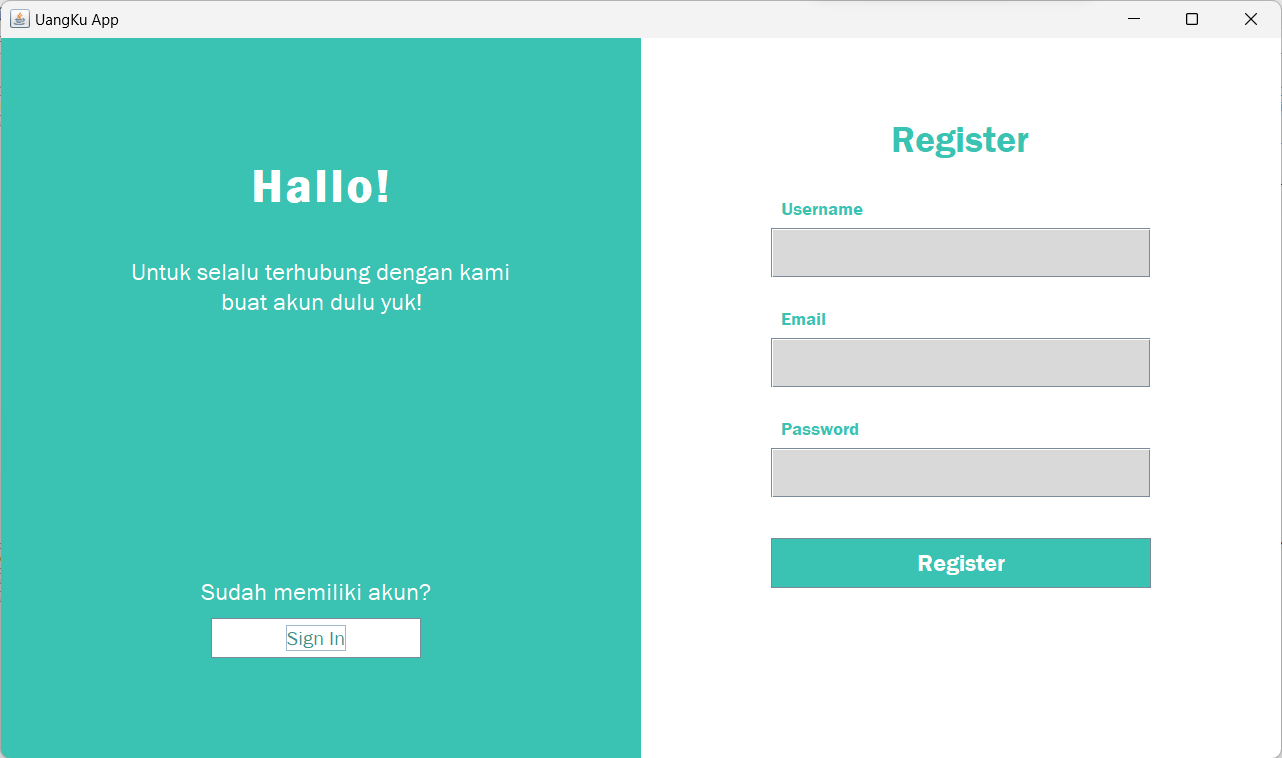 UangKu App
Hallo!
Untuk selalu terhubung dengan kami
buat akun dulu yuk!
Sudah memiliki akun?
Sign In
Register
Username
Email
Password
Register